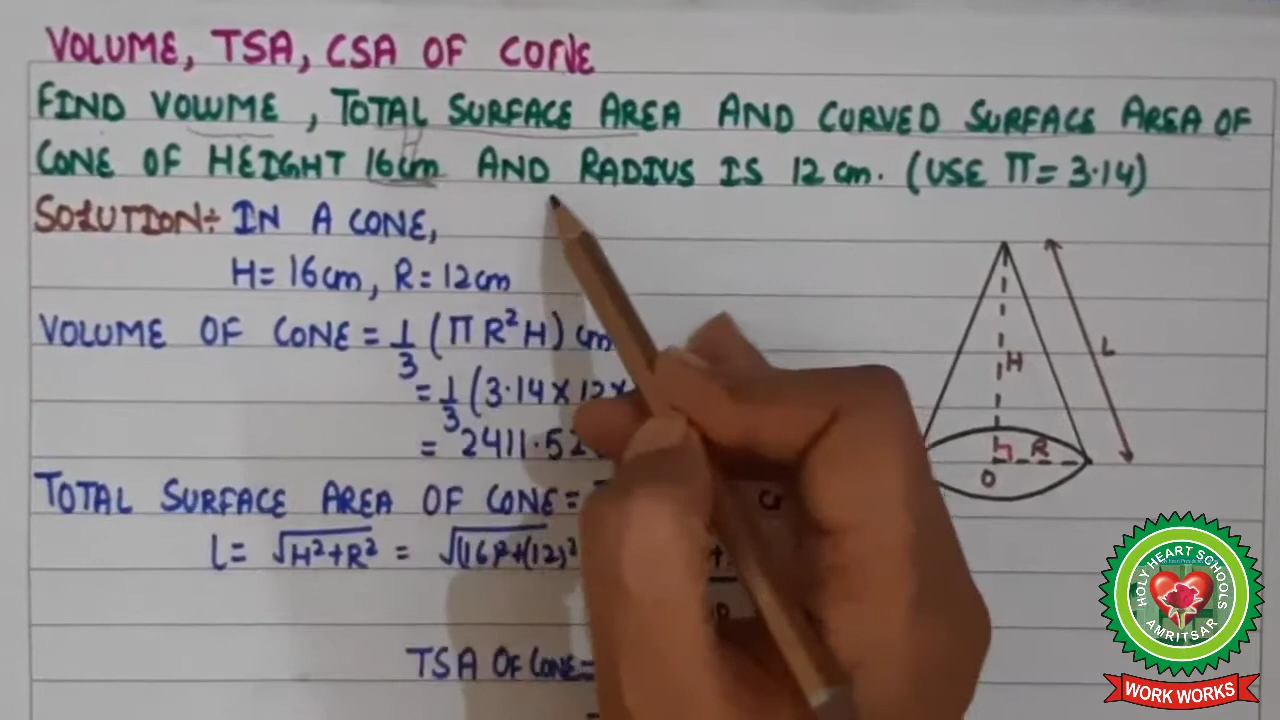 VOLUME, TSA, CSA OF CONE
FIND VOLUME, TOTAL SURFACE AREA AND CURVED SURFACE AREA OF
CONE OF HEIGHT 16cm AND RADIUS IS 12cm. (USE Π = 3.14)
SOLUTION:- IN A CONE,
H = 16cm, R = 12cm
VOLUME OF CONE = 1/3 (Π R²H) cm
= 1/3 (3.14 × 12 ×
= 2411.52
TOTAL SURFACE AREA OF CONE =
L = √H²+R² = √(16)²+(12)²
TSA OF CONE =
=
H
L
R
O
HOLY HEART SCHOOLS
AMRITSAR
WORK WORKS